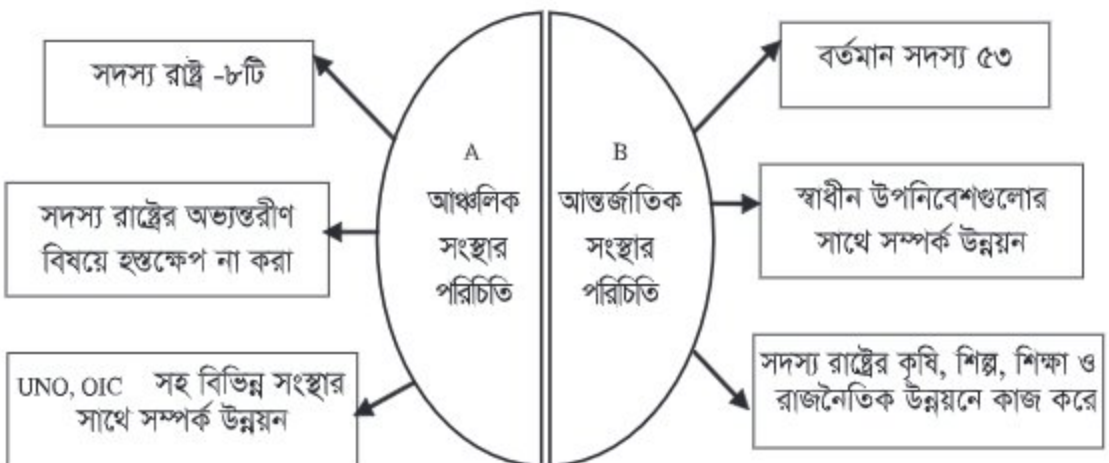 সদস্য রাষ্ট্র -৮টি
সদস্য রাষ্ট্রের অভ্যন্তরীণ
বিষয়ে হস্তক্ষেপ না করা
UNO, OIC সহ বিভিন্ন সংস্থার
সাথে সম্পর্ক উন্নয়ন
A
আঞ্চলিক
সংস্থার
পরিচিতি
B
আন্তর্জাতিক
সংস্থার
পরিচিতি
বর্তমান সদস্য ৫৩
স্বাধীন উপনিবেশগুলোর
সাথে সম্পর্ক উন্নয়ন
সদস্য রাষ্ট্রের কৃষি, শিল্প, শিক্ষা ও
রাজনৈতিক উন্নয়নে কাজ করে